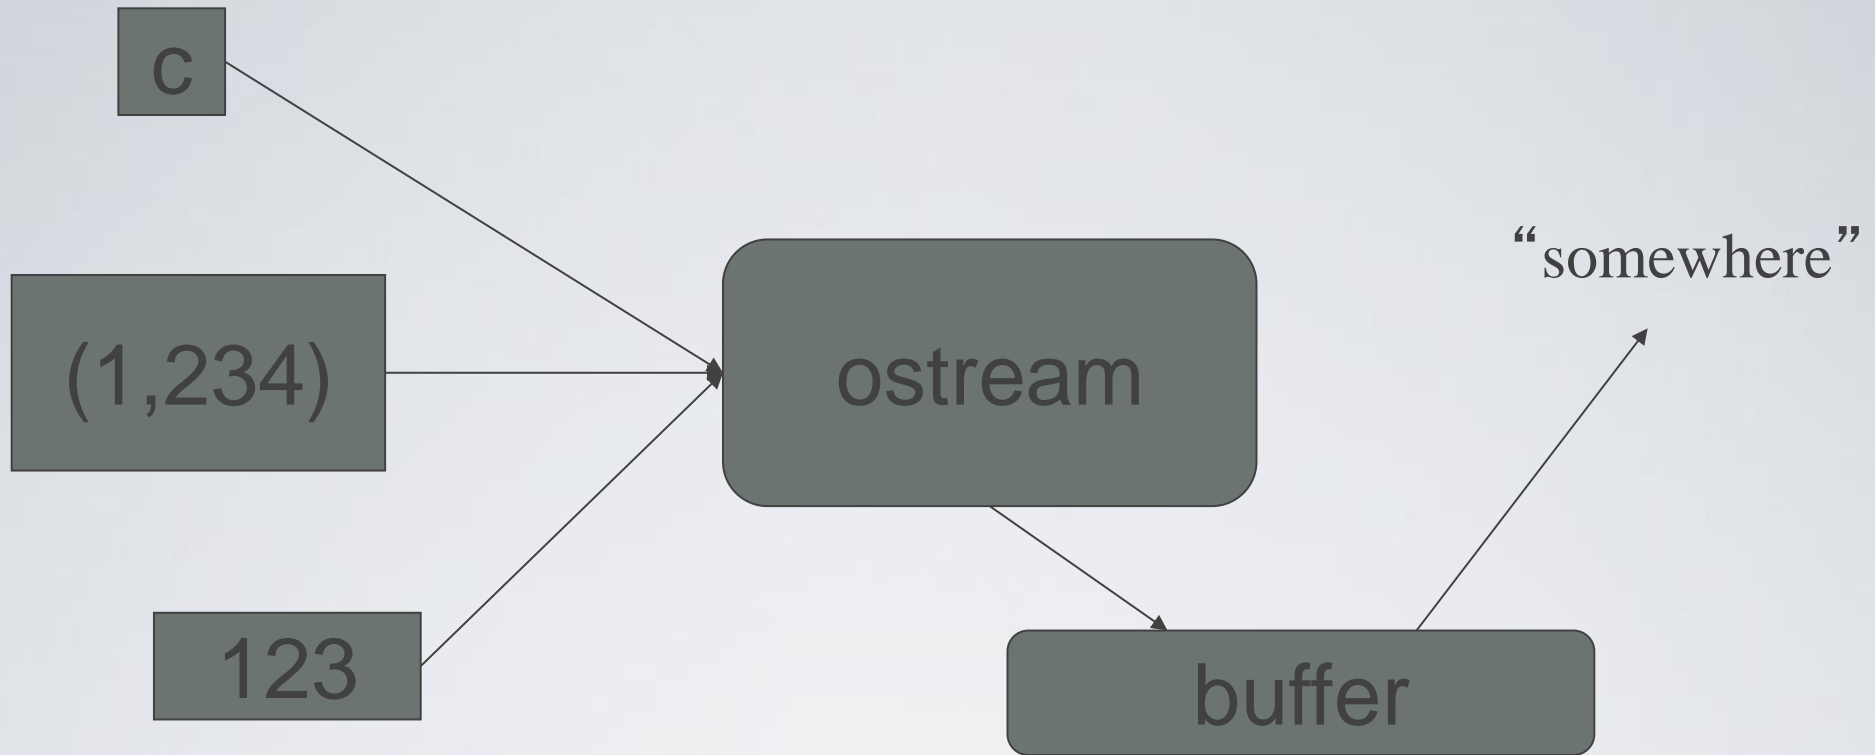 c
“somewhere”
(1,234)
ostream
123
buffer